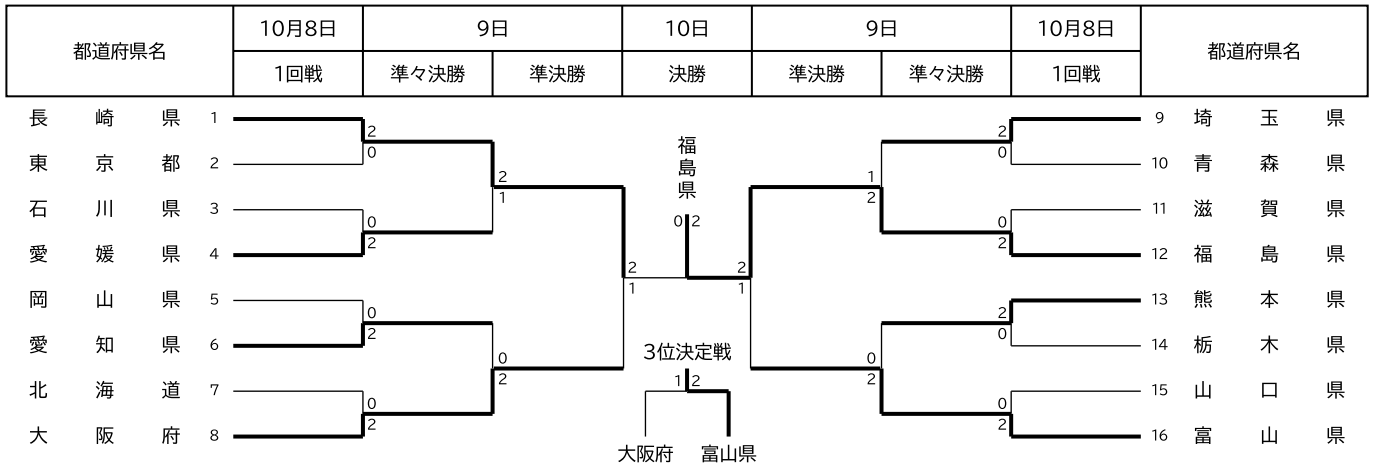 都道府県名 10月8日 9日 10日 9日 10月8日 都道府県名
1回戦 準々決勝 準決勝 決勝 準決勝 準々決勝 1回戦
長崎県 1 9 埼玉県
2 2
0 0
東京都 2 10 青森県
福島県
2 1
1 2
石川県 3 11 滋賀県
0 0 2 0
2 2
愛媛県 4 12 福島県
2 2
1 1
岡山県 5 13 熊本県
0 2
2 0
愛知県 6 14 栃木県
3位決定戦
0 0
2 1 2 2
北海道 7 15 山口県
0 0
2 2
大阪府 8 16 富山県
大阪府 富山県